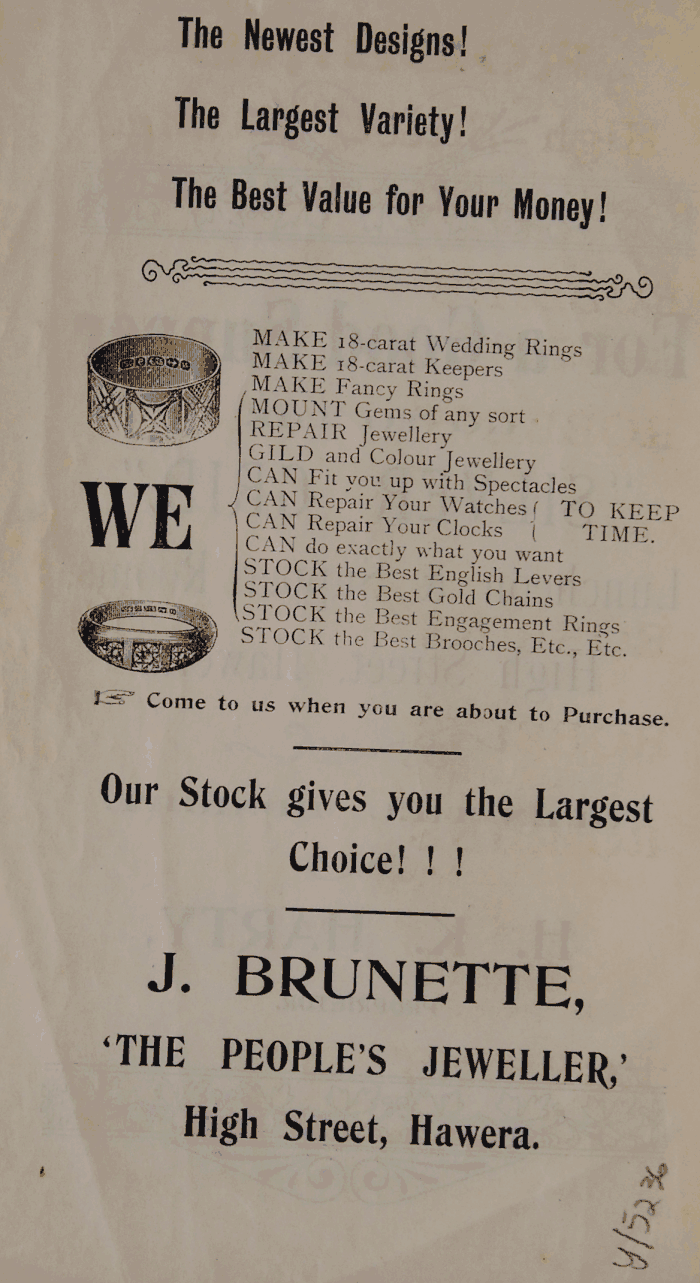 The Newest Designs!
The Largest Variety!
The Best Value for Your Money!
WE
MAKE 18-carat Wedding Rings
MAKE 18-carat Keepers
MAKE Fancy Rings
MOUNT Gems of any sort
REPAIR Jewellery
GILD and Colour Jewellery
CAN Fit you up with Spectacles
CAN Repair Your Watches ( TO KEEP
CAN Repair Your Clocks ( TIME.
CAN do exactly what you want
STOCK the Best English Levers
STOCK the Best Gold Chains
STOCK the Best Engagement Rings
STOCK the Best Brooches, Etc., Etc.
☞ Come to us when you are about to Purchase.
Our Stock gives you the Largest
Choice! ! !
J. BRUNETTE,
'THE PEOPLE'S JEWELLER,'
High Street, Hawera.